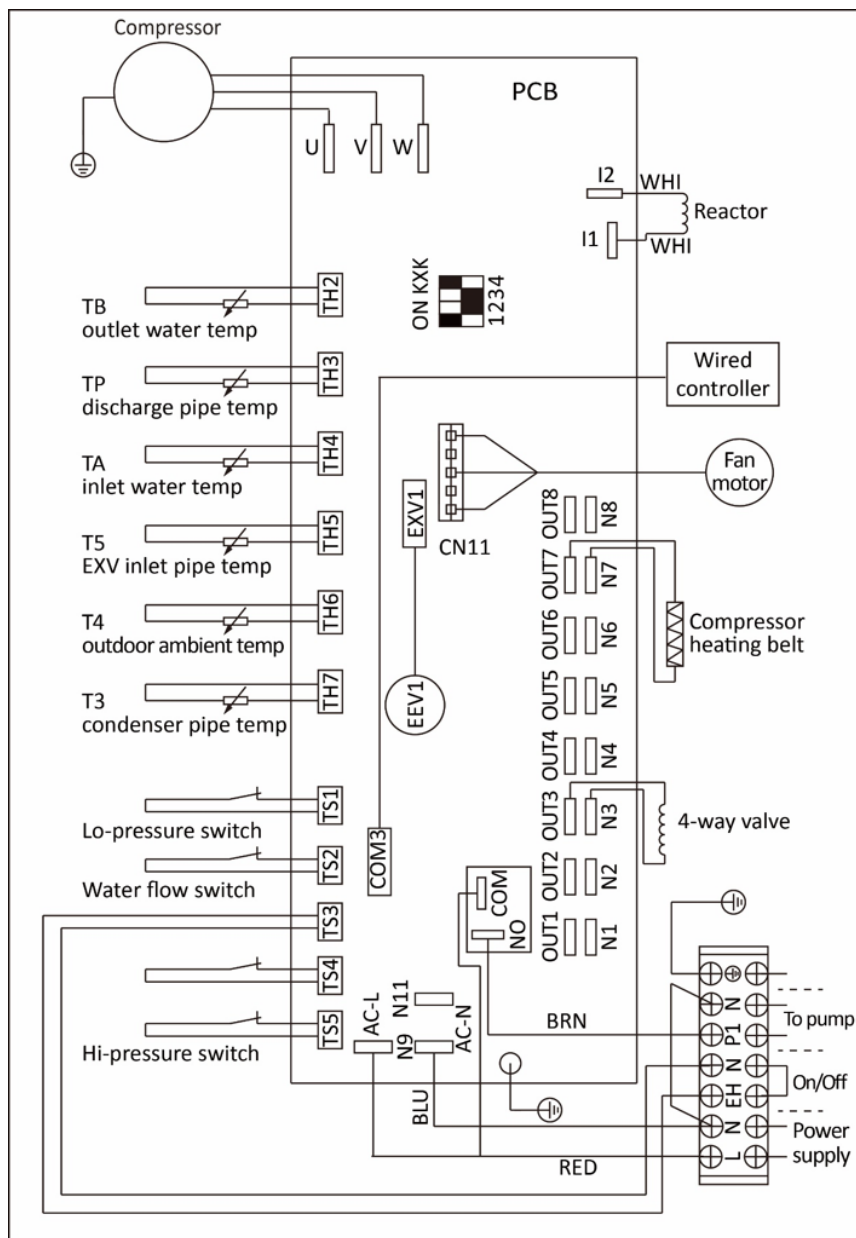 Compressor
PCB
U
V
W
I2
WHI
Reactor
I1
WHI
ON KXK
1234
TH2
TB
outlet water temp
TH3
TP
discharge pipe temp
TH4
TA
inlet water temp
TH5
T5
EXV inlet pipe temp
TH6
T4
outdoor ambient temp
TH7
T3
condenser pipe temp
Wired
controller
Fan
motor
EXV1
CN11
EEV1
OUT8
N8
OUT7
N7
Compressor
heating belt
OUT6
N6
OUT5
N5
OUT4
N4
OUT3
N3
4-way valve
OUT2
N2
OUT1
N1
TS1
Lo-pressure switch
TS2
Water flow switch
TS3
TS4
TS5
Hi-pressure switch
COM3
COM
NO
AC-L
N11
N9
AC-N
BRN
BLU
RED
N
P1
To pump
N
EH
On/Off
N
L
Power
supply